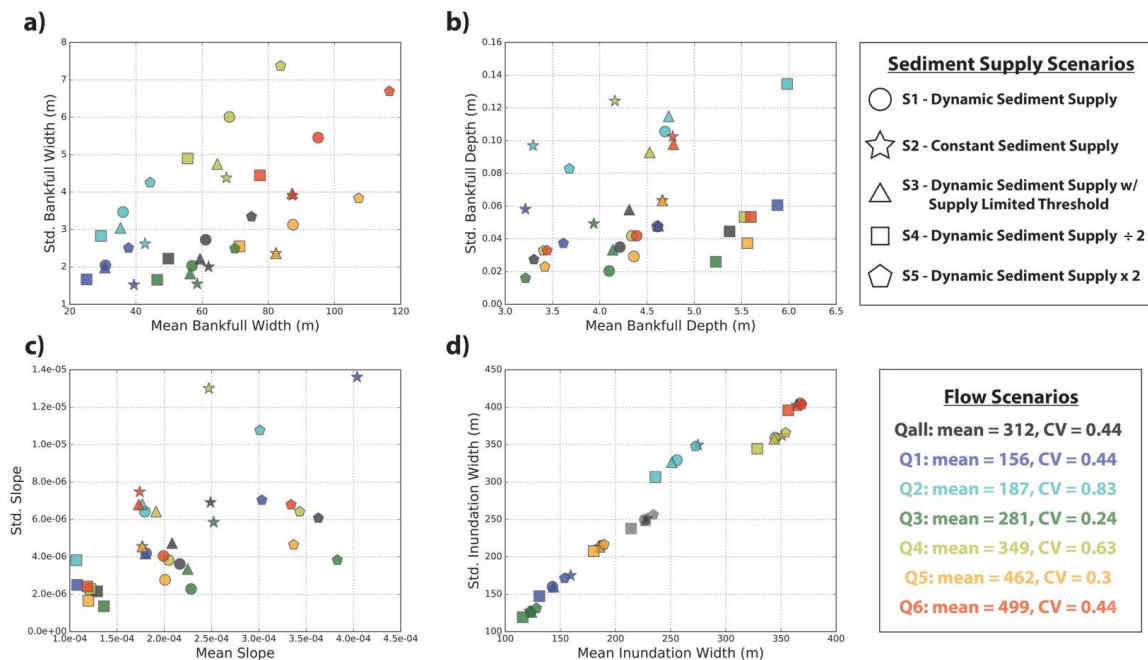 a)
8
7
6
5
4
3
2
1
Std. Bankfull Width (m)
20 40 60 80 100 120
Mean Bankfull Width (m)
b)
0.16
0.14
0.12
0.10
0.08
0.06
0.04
0.02
0.00
Std. Bankfull Depth (m)
3.0 3.5 4.0 4.5 5.0 5.5 6.0 6.5
Mean Bankfull Depth (m)
Sediment Supply Scenarios
S1 - Dynamic Sediment Supply
S2 - Constant Sediment Supply
S3 - Dynamic Sediment Supply w/
Supply Limited Threshold
S4 - Dynamic Sediment Supply ÷ 2
S5 - Dynamic Sediment Supply x 2
c)
1.4e-05
1.2e-05
1.0e-05
8.0e-06
6.0e-06
4.0e-06
2.0e-06
0.0e+00
Std. Slope
1.0e-04 1.5e-04 2.0e-04 2.5e-04 3.0e-04 3.5e-04 4.0e-04 4.5e-04
Mean Slope
d)
450
400
350
300
250
200
150
100
Std. Inundation Width (m)
100 150 200 250 300 350 400
Mean Inundation Width (m)
Flow Scenarios
Qall: mean = 312, CV = 0.44
Q1: mean = 156, CV = 0.44
Q2: mean = 187, CV = 0.83
Q3: mean = 281, CV = 0.24
Q4: mean = 349, CV = 0.63
Q5: mean = 462, CV = 0.3
Q6: mean = 499, CV = 0.44